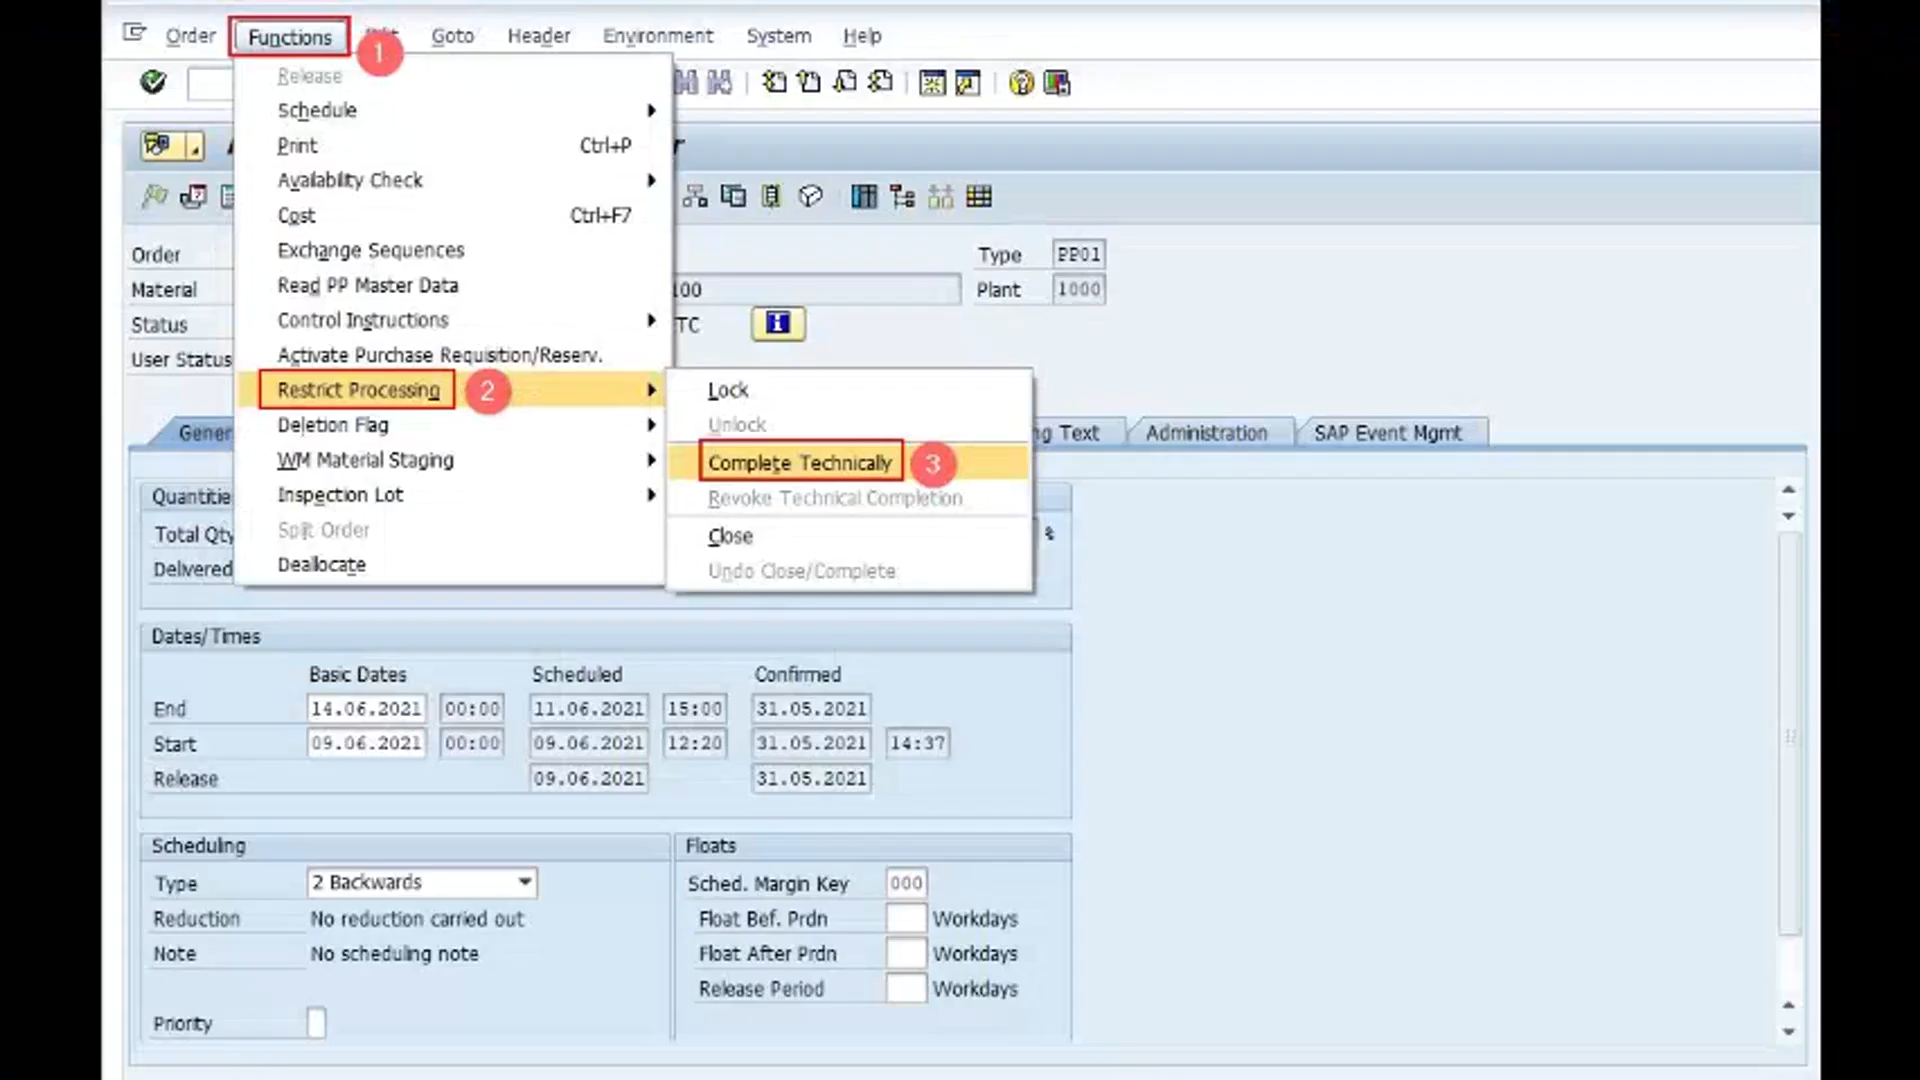 Order Functions Goto Header Environment System Help
1
Release
Schedule
Print Ctrl+P
Availability Check
Cost Ctrl+F7
Exchange Sequences
Read PP Master Data
Control Instructions
Activate Purchase Requisition/Reserv.
Restrict Processing 2
Deletion Flag
WM Material Staging
Inspection Lot
Split Order
Deallocate
Lock
Unlock
Complete Technically 3
Revoke Technical Completion
Close
Undo Close/Complete
Order Type PP01
Material 100 Plant 1000
Status TC
User Status
Gener Text Administration SAP Event Mgmt
Quantitie
Total Qty %
Delivered
Dates/Times
Basic Dates Scheduled Confirmed
End 14.06.2021 00:00 11.06.2021 15:00 31.05.2021
Start 09.06.2021 00:00 09.06.2021 12:20 31.05.2021 14:37
Release 09.06.2021 31.05.2021
Scheduling
Type 2 Backwards
Reduction No reduction carried out
Note No scheduling note
Priority
Floats
Sched. Margin Key 000
Float Bef. Prdn Workdays
Float After Prdn Workdays
Release Period Workdays